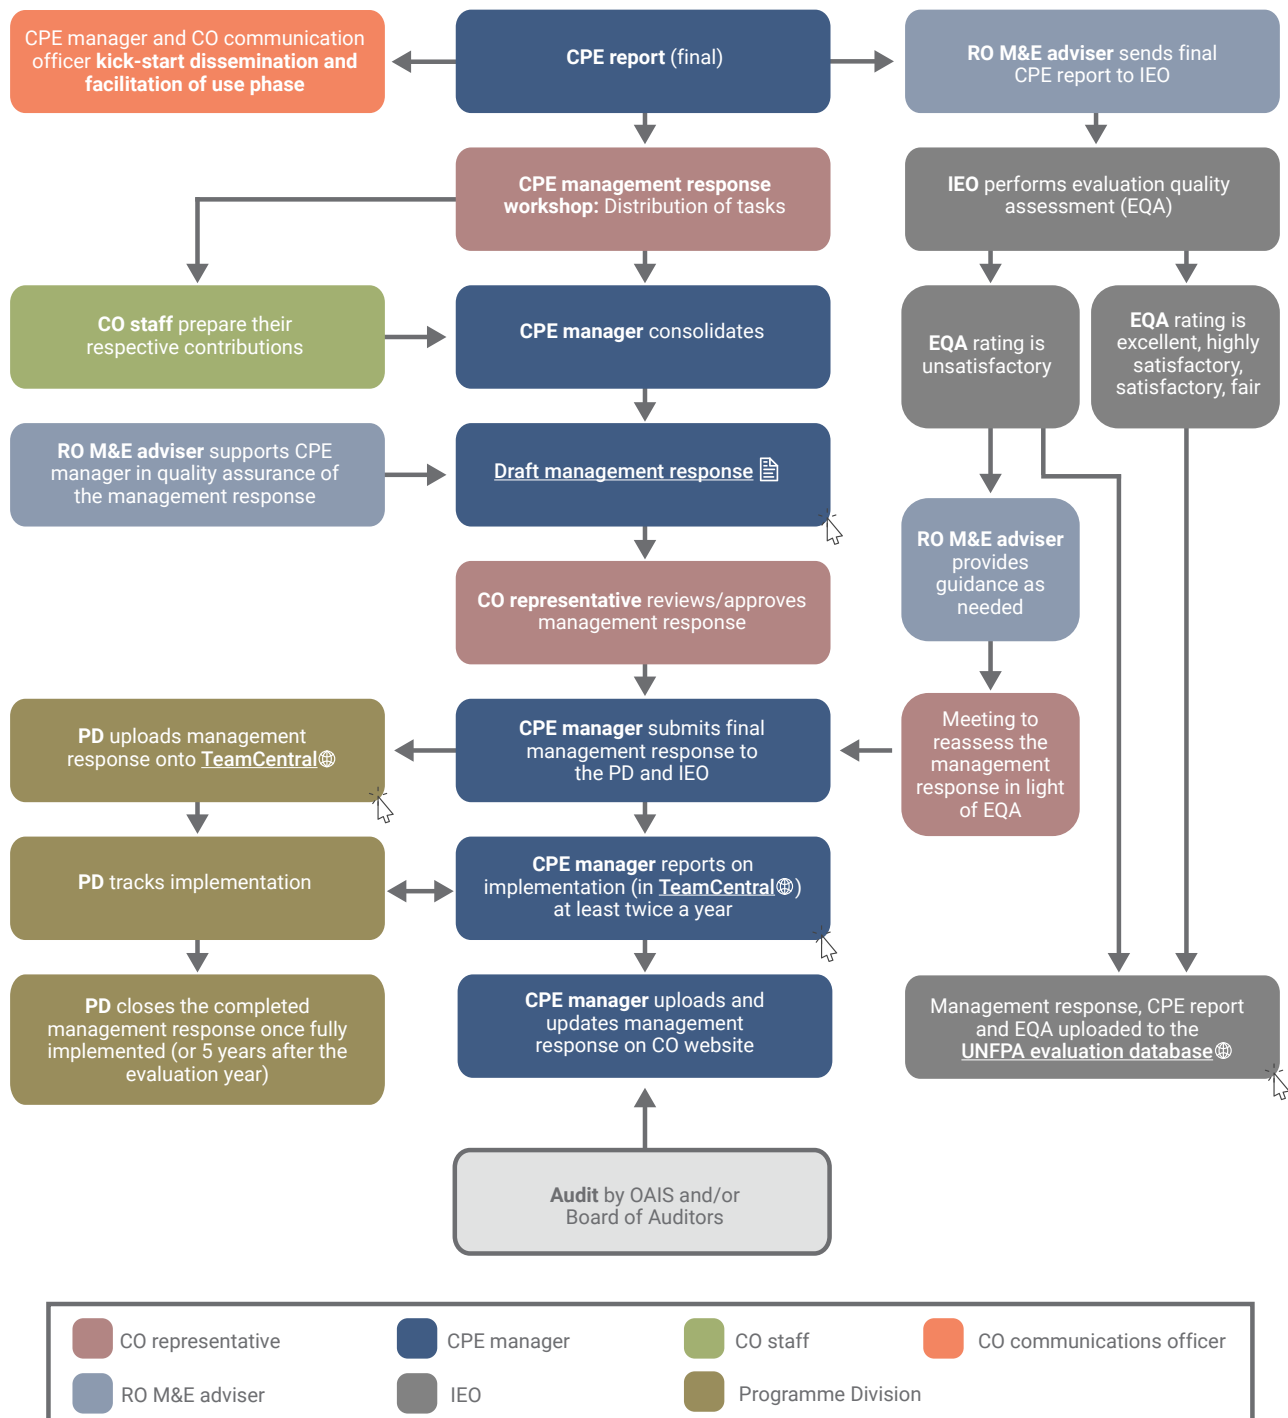 CPE manager and CO communication
officer kick-start dissemination and
facilitation of use phase
CPE report (final)
RO M&E adviser sends final
CPE report to IEO
CPE management response
workshop: Distribution of tasks
IEO performs evaluation quality
assessment (EQA)
CO staff prepare their
respective contributions
CPE manager consolidates
EQA rating is
unsatisfactory
EQA rating is
excellent, highly
satisfactory,
satisfactory, fair
RO M&E adviser supports CPE
manager in quality assurance of
the management response
Draft management response
RO M&E adviser
provides
guidance as
needed
CO representative reviews/approves
management response
PD uploads management
response onto TeamCentral
CPE manager submits final
management response to
the PD and IEO
Meeting to
reassess the
management
response in light
of EQA
PD tracks implementation
CPE manager reports on
implementation (in TeamCentral)
at least twice a year
PD closes the completed
management response once fully
implemented (or 5 years after the
evaluation year)
CPE manager uploads and
updates management
response on CO website
Management response, CPE report
and EQA uploaded to the
UNFPA evaluation database
Audit by OAIS and/or
Board of Auditors
CO representative
CPE manager
CO staff
CO communications officer
RO M&E adviser
IEO
Programme Division